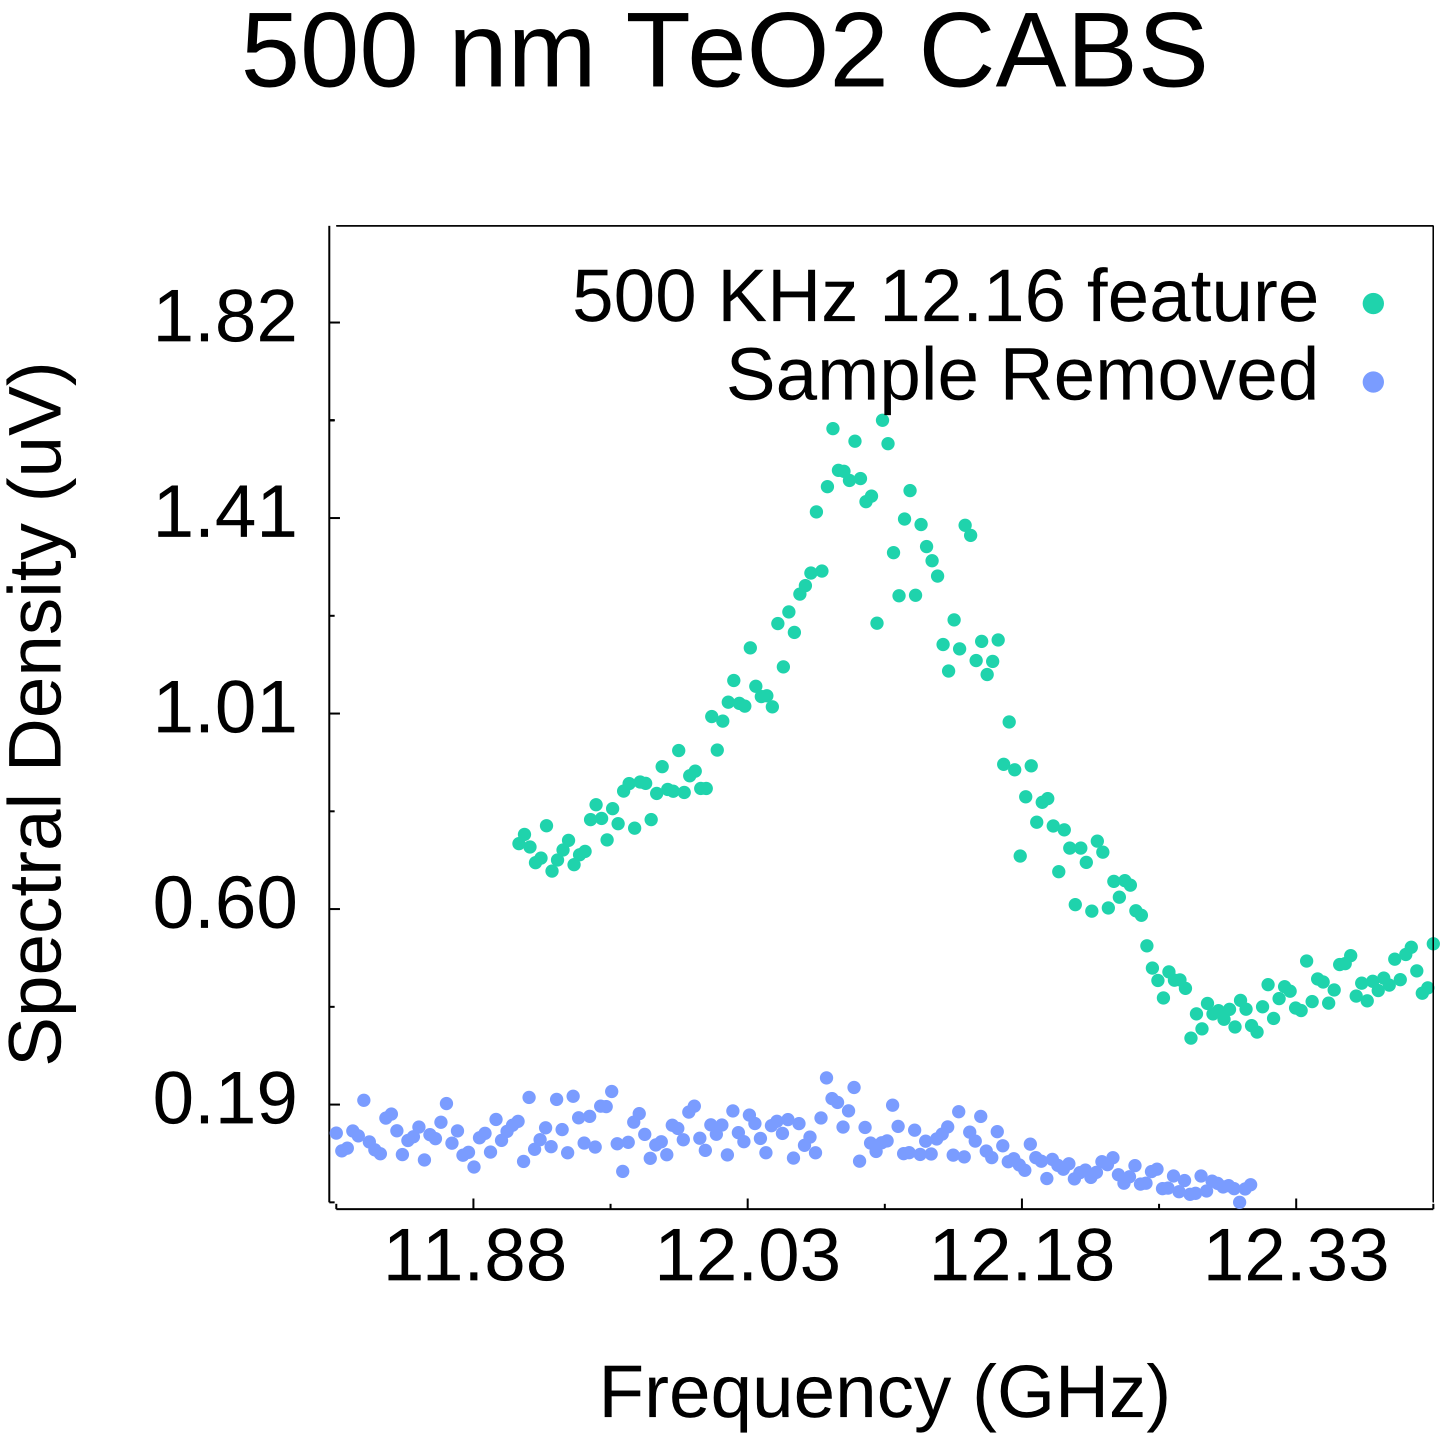 500 nm TeO2 CABS
500 KHz 12.16 feature
Sample Removed
Spectral Density (uV)
1.82
1.41
1.01
0.60
0.19
11.88 12.03 12.18 12.33
Frequency (GHz)